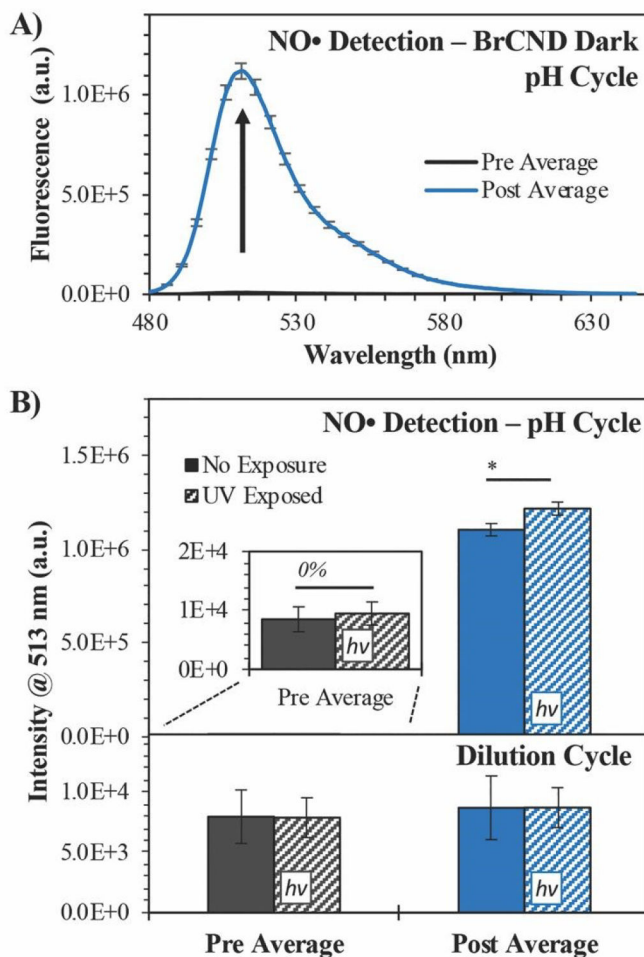 A)
NO• Detection – BrCND Dark
pH Cycle
Fluorescence (a.u.)
1.0E+6
5.0E+5
0.0E+0
Pre Average
Post Average
480
530
580
630
Wavelength (nm)
B)
NO• Detection – pH Cycle
Intensity @ 513 nm (a.u.)
1.5E+6
1.0E+6
5.0E+5
0.0E+0
No Exposure
UV Exposed
*
2E+4
1E+4
0E+0
0%
hv
Pre Average
hv
Dilution Cycle
1.0E+4
5.0E+3
0.0E+0
hv
hv
Pre Average
Post Average